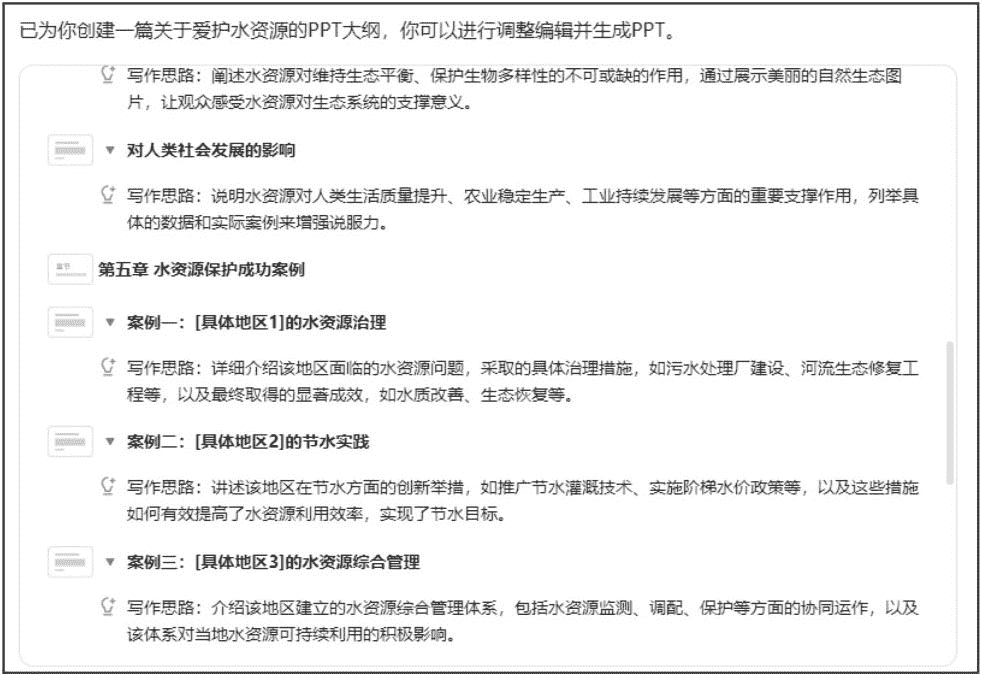 已为你创建一篇关于爱护水资源的PPT大纲，你可以进行调整编辑并生成PPT。
写作思路：阐述水资源对维持生态平衡、保护生物多样性的不可或缺的作用，通过展示美丽的自然生态图
片，让观众感受水资源对生态系统的支撑意义。
对人类社会发展的影响
写作思路：说明水资源对人类生活质量提升、农业稳定生产、工业持续发展等方面的重要支撑作用，列举具
体的数据和实际案例来增强说服力。
章节
第五章 水资源保护成功案例
案例一：[具体地区1]的水资源治理
写作思路：详细介绍该地区面临的水资源问题，采取的具体治理措施，如污水处理厂建设、河流生态修复工
程等，以及最终取得的显著成效，如水质改善、生态恢复等。
案例二：[具体地区2]的节水实践
写作思路：讲述该地区在节水方面的创新举措，如推广节水灌溉技术、实施阶梯水价政策等，以及这些措施
如何有效提高了水资源利用效率，实现了节水目标。
案例三：[具体地区3]的水资源综合管理
写作思路：介绍该地区建立的水资源综合管理体系，包括水资源监测、调配、保护等方面的协同运作，以及
该体系对当地水资源可持续利用的积极影响。